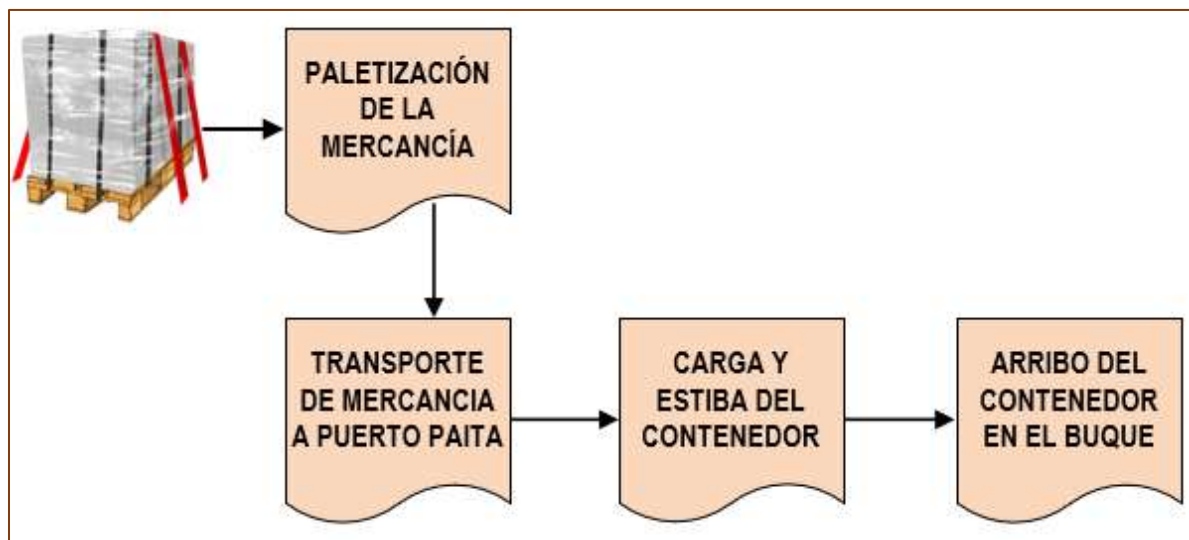 PALETIZACIÓN
DE LA
MERCANCÍA
TRANSPORTE
DE MERCANCIA
A PUERTO PAITA
CARGA Y
ESTIBA DEL
CONTENEDOR
ARRIBO DEL
CONTENEDOR
EN EL BUQUE